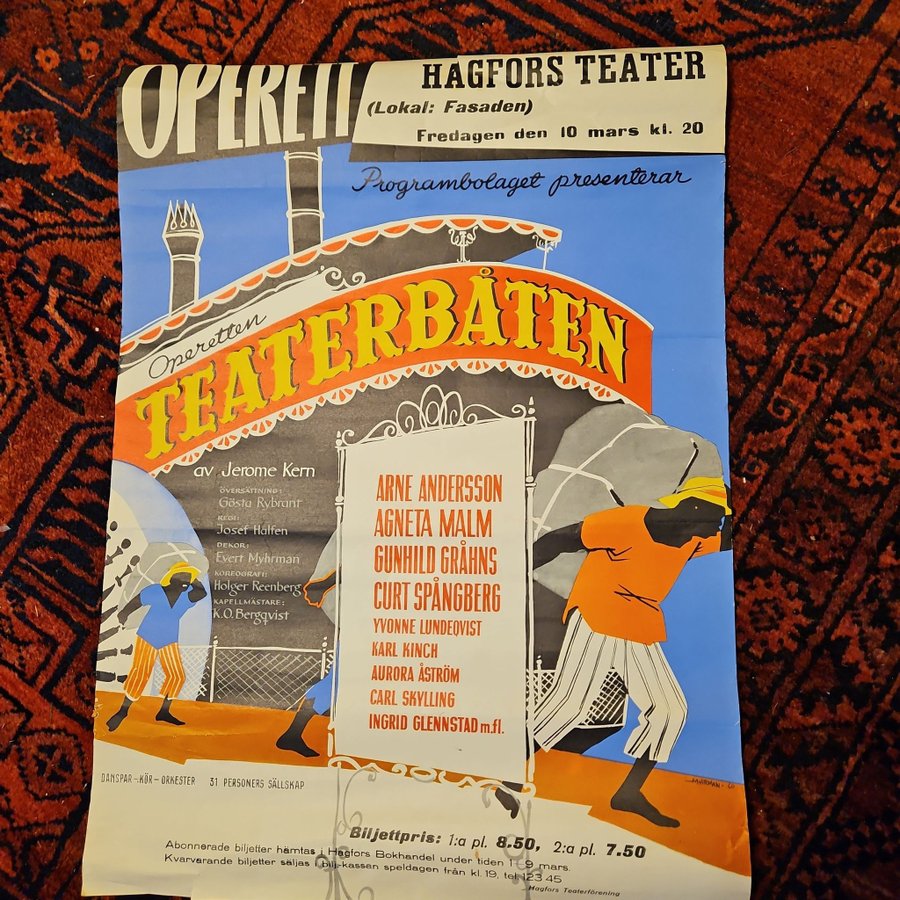 OPERETT
HAGFORS TEATER
(Lokal: Fasaden)
Fredagen den 10 mars kl. 20
Programbolaget presenterar
Operetten
TEATERBÅTEN
av Jerome Kern
ÖVERSÄTTNING:
Gösta Rybrant
REGI:
Josef Halfen
DEKOR:
Evert Myhrman
KOREOGRAFI:
Holger Reenberg
KAPELLMÄSTARE:
K.O. Bergqvist
ARNE ANDERSSON
AGNETA MALM
GUNHILD GRÅHNS
CURT SPÅNGBERG
YVONNE LUNDEQVIST
KARL KINCH
AURORA ÅSTRÖM
CARL SKYLLING
INGRID GLENNSTAD m.fl.
DANSPAR-KÖR-ORKESTER 31 PERSONERS SÄLLSKAP
Biljettpris: 1:a pl. 8.50, 2:a pl. 7.50
Abonnerade biljetter hämtas i Hagfors Bokhandel under tiden 1-9 mars.
Kvarvarande biljetter säljas i bilj-kassen speldagen från kl. 19, tel. 123 45
Hagfors Teaterförening